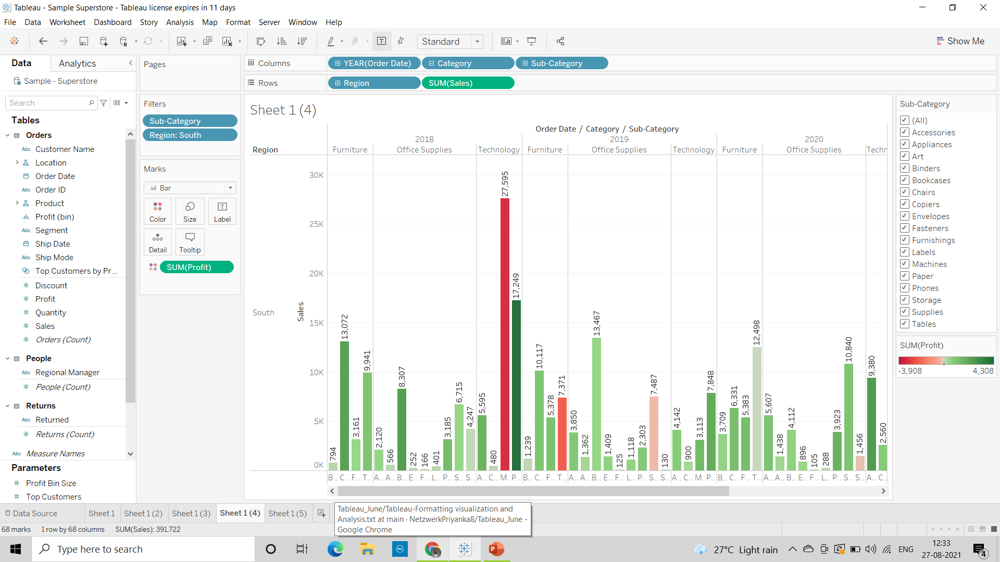 Tableau - Sample Superstore - Tableau license expires in 11 days
File Data Worksheet Dashboard Story Analysis Map Format Server Window Help
Standard
Show Me
Data Analytics
Sample - Superstore
Search
Tables
Orders
Abc Customer Name
Location
Order Date
Abc Order ID
Product
Profit (bin)
Abc Segment
Ship Date
Abc Ship Mode
Top Customers by Pr...
# Discount
# Profit
# Quantity
# Sales
# Orders (Count)
People
Abc Regional Manager
# People (Count)
Returns
Abc Returned
# Returns (Count)
Abc Measure Names
Parameters
# Profit Bin Size
# Top Customers
Pages
Filters
Sub-Category
Region: South
Marks
Bar
Color Size Label
Detail Tooltip
SUM(Profit)
Columns YEAR(Order Date) Category Sub-Category
Rows Region SUM(Sales)
Sheet 1 (4)
Order Date / Category / Sub-Category
2018 2019 2020
Region Furniture Office Supplies Technology Furniture Office Supplies Technology Furniture Office Supplies Techr
South
Sales
30K
25K
20K
15K
10K
5K
0K
794 13,072 3,161 9,941 2,120 566 8,307 252 166 401 3,185 6,715 4,247 5,595 480 27,595 17,249 1,239 10,117 5,378 7,371 3,850 1,362 13,467 1,409 125 1,118 2,303 7,487 130 4,142 900 3,113 7,848 3,709 6,331 5,383 12,498 5,607 1,438 4,112 896 105 288 3,923 10,840 1,456 9,380 2,560
B.. C.. F.. T.. A.. A.. B.. E.. F.. L.. P.. S.. S.. A.. C.. M.. P.. B.. C.. F.. T.. A.. A.. B.. E.. F.. L.. P.. S.. S.. A.. C.. M.. P.. B.. C.. F.. T.. A.. A.. B.. E.. F.. L.. P.. S.. S.. A.. C..
Sub-Category
(All)
Accessories
Appliances
Art
Binders
Bookcases
Chairs
Copiers
Envelopes
Fasteners
Furnishings
Labels
Machines
Paper
Phones
Storage
Supplies
Tables
SUM(Profit)
-3,908 4,308
Data Source Sheet 1 Sheet 1 (2) Sheet 1 (3) Sheet 1 (4) Sheet 1 (5)
Tableau_June/Tableau-Formatting visualization and
Analysis.txt at main · NetzwerkPriyanka8/Tableau_June -
Google Chrome
68 marks 1 row by 68 columns SUM(Sales): 391,722
Type here to search
DELL
27°C Light rain
ENG
12:33
27-08-2021
4